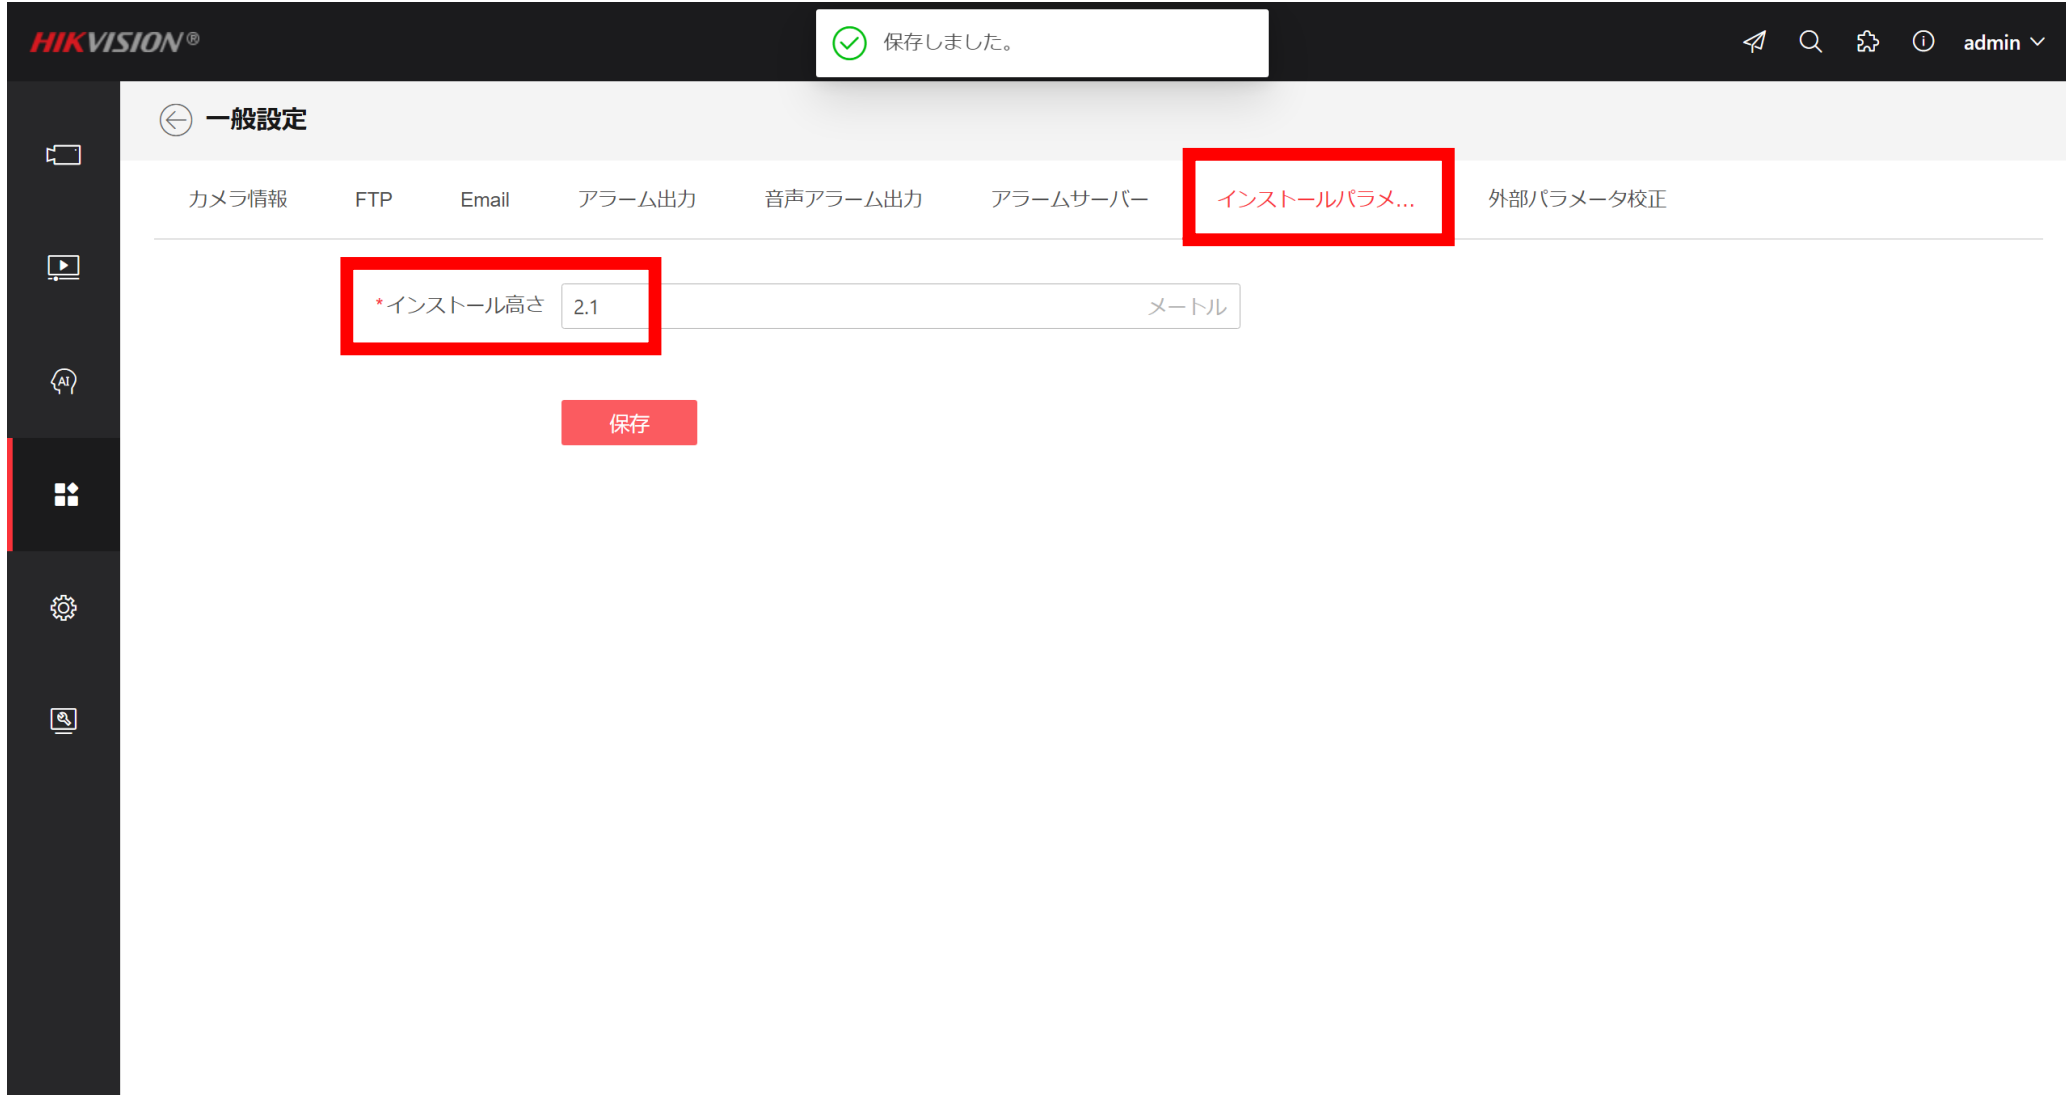 HIKVISION®
保存しました。
admin
一般設定
カメラ情報 FTP Email アラーム出力 音声アラーム出力 アラームサーバー インストールパラメ... 外部パラメータ校正
*インストール高さ 2.1 メートル
AI
保存